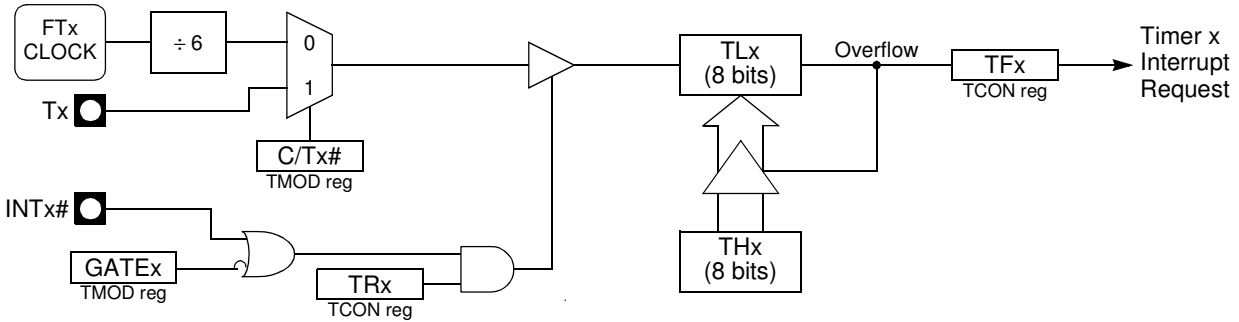 FTx
CLOCK
÷ 6
0
1
Tx
C/Tx#
TMOD reg
TLx
(8 bits)
Overflow
TFx
TCON reg
Timer x
Interrupt
Request
INTx#
GATEx
TMOD reg
TRx
TCON reg
THx
(8 bits)